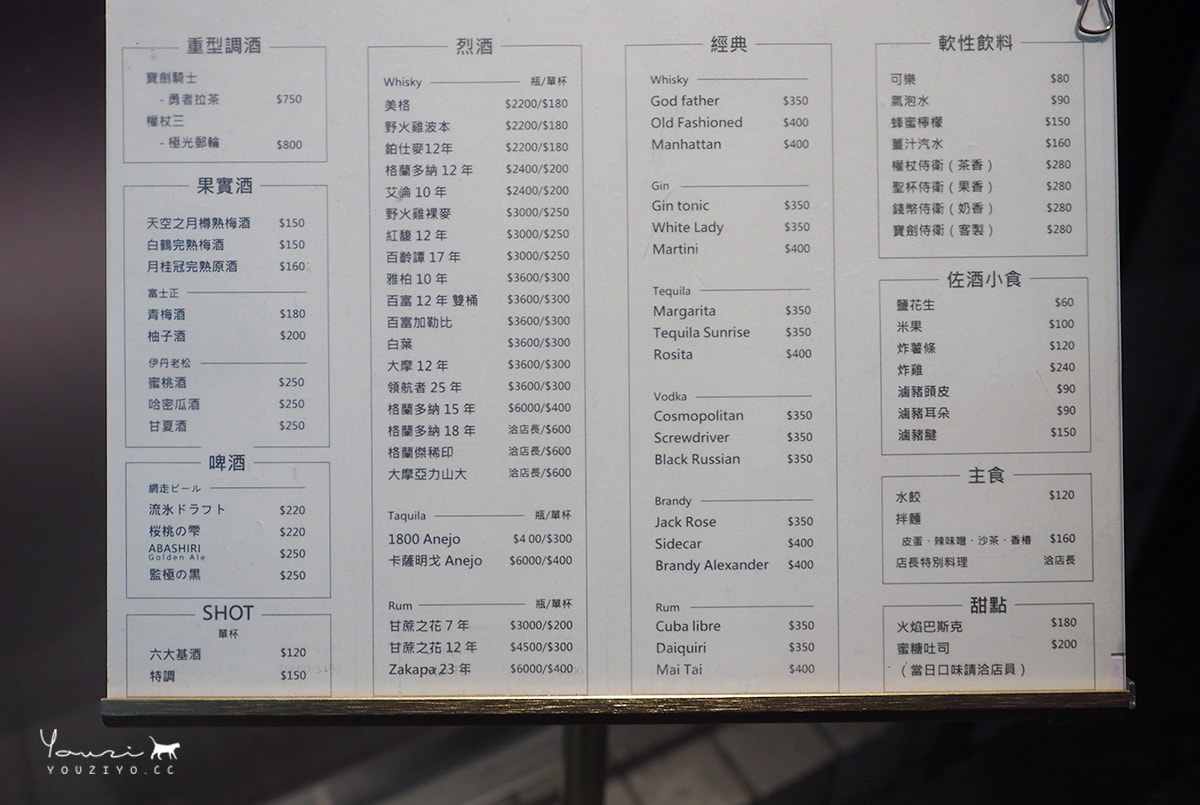 重型調酒
寶劍騎士
- 勇者拉茶 $750
權杖三
- 極光郵輪 $800
果實酒
天空之月樽熟梅酒 $150
白鶴完熟梅酒 $150
月桂冠完熟原酒 $160
富士正
青梅酒 $180
柚子酒 $200
伊丹老松
蜜桃酒 $250
哈密瓜酒 $250
甘夏酒 $250
啤酒
網走ビール
流氷ドラフト $220
桜桃の雫 $220
ABASHIRI
Golden Ale $250
監極の黒 $250
SHOT
單杯
六大基酒 $120
特調 $150
烈酒
Whisky 瓶/單杯
美格 $2200/$180
野火雞波本 $2200/$180
鉑仕麥12年 $2200/$180
格蘭多納 12 年 $2400/$200
艾倫 10 年 $2400/$200
野火雞裸麥 $3000/$250
紅馥 12 年 $3000/$250
百齡譚 17 年 $3000/$250
雅柏 10 年 $3600/$300
百富 12 年 雙桶 $3600/$300
百富加勒比 $3600/$300
白葉 $3600/$300
大摩 12 年 $3600/$300
領航者 25 年 $3600/$300
格蘭多納 15 年 $6000/$400
格蘭多納 18 年 洽店長/$600
格蘭傑稀印 洽店長/$600
大摩亞力山大 洽店長/$600
Taquila 瓶/單杯
1800 Anejo $4 00/$300
卡薩明戈 Anejo $6000/$400
Rum 瓶/單杯
甘蔗之花 7 年 $3000/$200
甘蔗之花 12 年 $4500/$300
Zakapa 23 年 $6000/$400
經典
Whisky
God father $350
Old Fashioned $400
Manhattan $400
Gin
Gin tonic $350
White Lady $350
Martini $400
Tequila
Margarita $350
Tequila Sunrise $350
Rosita $400
Vodka
Cosmopolitan $350
Screwdriver $350
Black Russian $350
Brandy
Jack Rose $350
Sidecar $400
Brandy Alexander $400
Rum
Cuba libre $350
Daiquiri $350
Mai Tai $400
軟性飲料
可樂 $80
氣泡水 $90
蜂蜜檸檬 $150
薑汁汽水 $160
權杖侍衛（茶香） $280
聖杯侍衛（果香） $280
錢幣侍衛（奶香） $280
寶劍侍衛（客製） $280
佐酒小食
鹽花生 $60
米果 $100
炸薯條 $120
炸雞 $240
滷豬頭皮 $90
滷豬耳朵 $90
滷豬腱 $150
主食
水餃 $120
拌麵
皮蛋、辣味噌、沙茶、香椿 $160
店長特別料理 洽店長
甜點
火焰巴斯克 $180
蜜糖吐司 $200
（當日口味請洽店員）
Youzi
YOUZIYO.CC